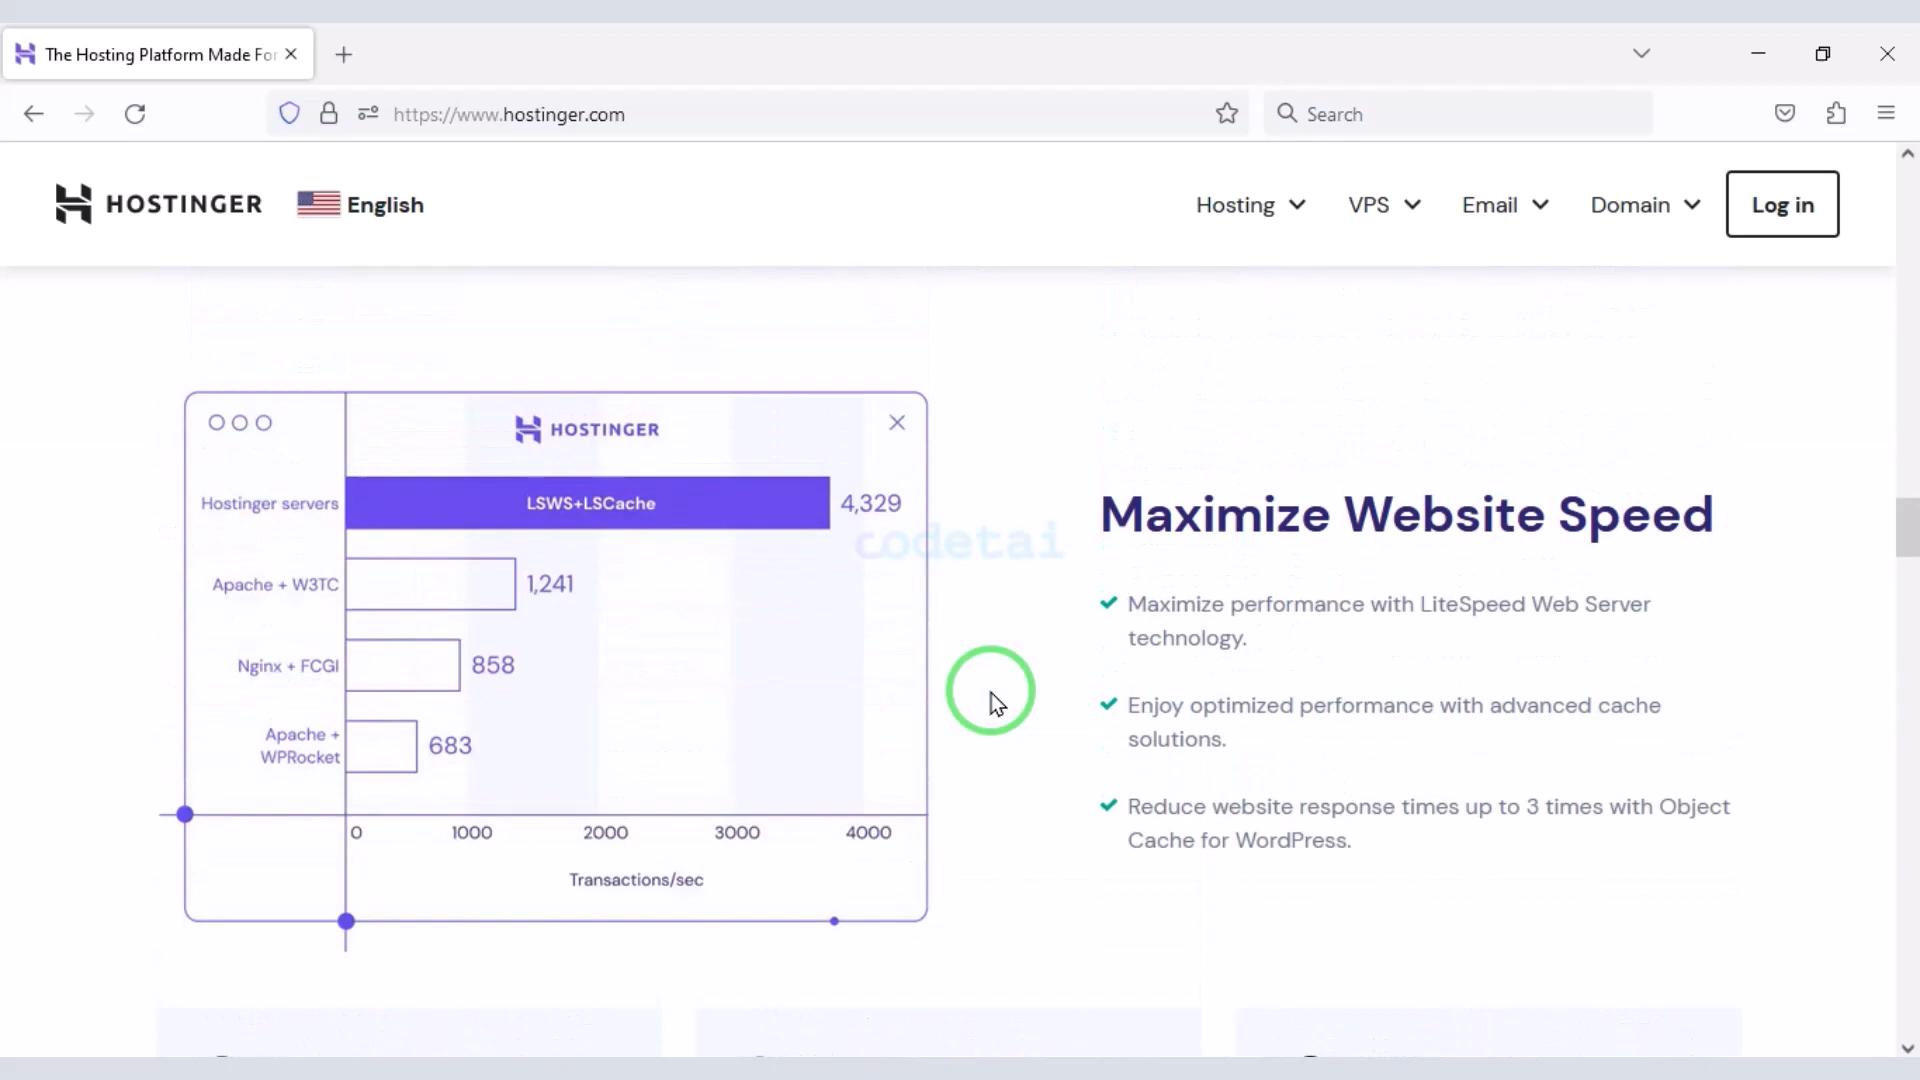 The Hosting Platform Made For
https://www.hostinger.com
Search
HOSTINGER
English
Hosting
VPS
Email
Domain
Log in
HOSTINGER
Hostinger servers
LSWS+LSCache
4,329
Apache + W3TC
1,241
Nginx + FCGI
858
Apache +
WPRocket
683
0 1000 2000 3000 4000
Transactions/sec
codetai
Maximize Website Speed
Maximize performance with LiteSpeed Web Server
technology.
Enjoy optimized performance with advanced cache
solutions.
Reduce website response times up to 3 times with Object
Cache for WordPress.